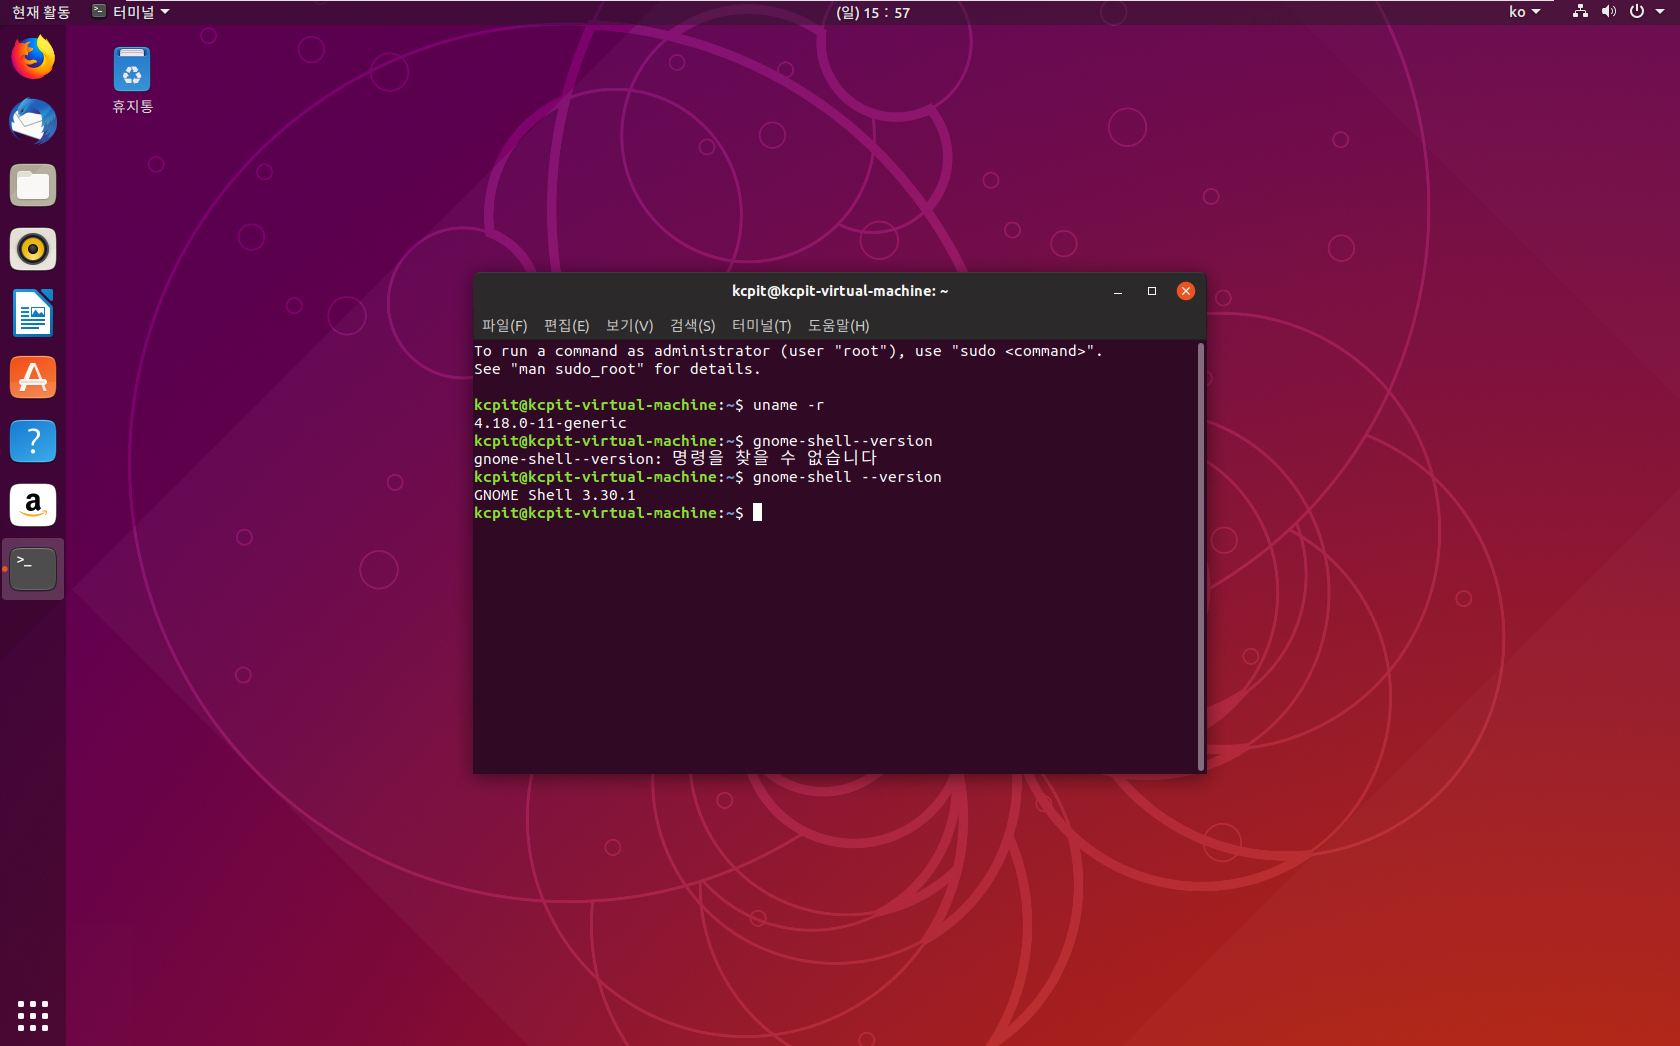 현재 활동
터미널
(일) 15 : 57
ko
휴지통
kcpit@kcpit-virtual-machine: ~
파일(F) 편집(E) 보기(V) 검색(S) 터미널(T) 도움말(H)
To run a command as administrator (user "root"), use "sudo <command>".
See "man sudo_root" for details.
kcpit@kcpit-virtual-machine:~$ uname -r
4.18.0-11-generic
kcpit@kcpit-virtual-machine:~$ gnome-shell--version
gnome-shell--version: 명령을 찾을 수 없습니다
kcpit@kcpit-virtual-machine:~$ gnome-shell --version
GNOME Shell 3.30.1
kcpit@kcpit-virtual-machine:~$